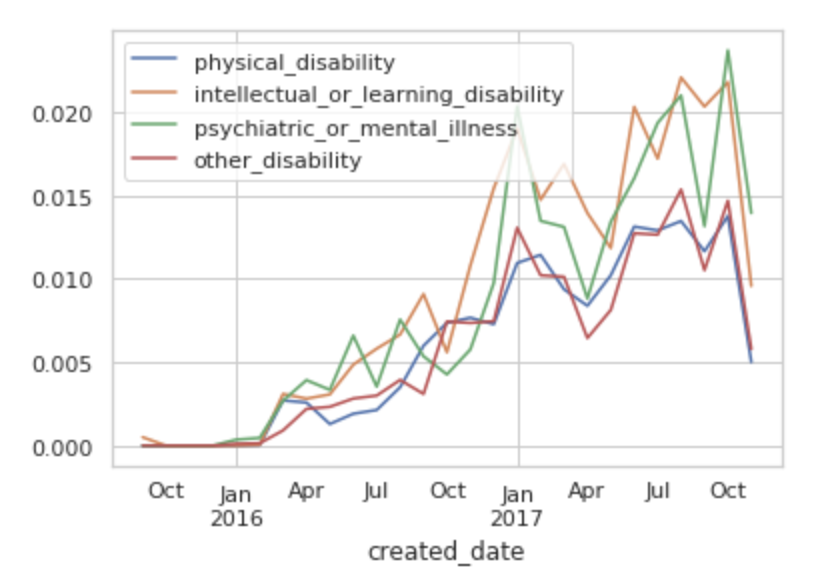 physical_disability
intellectual_or_learning_disability
psychiatric_or_mental_illness
other_disability
0.020
0.015
0.010
0.005
0.000
Oct Jan Apr Jul Oct Jan Apr Jul Oct
2016 2017
created_date